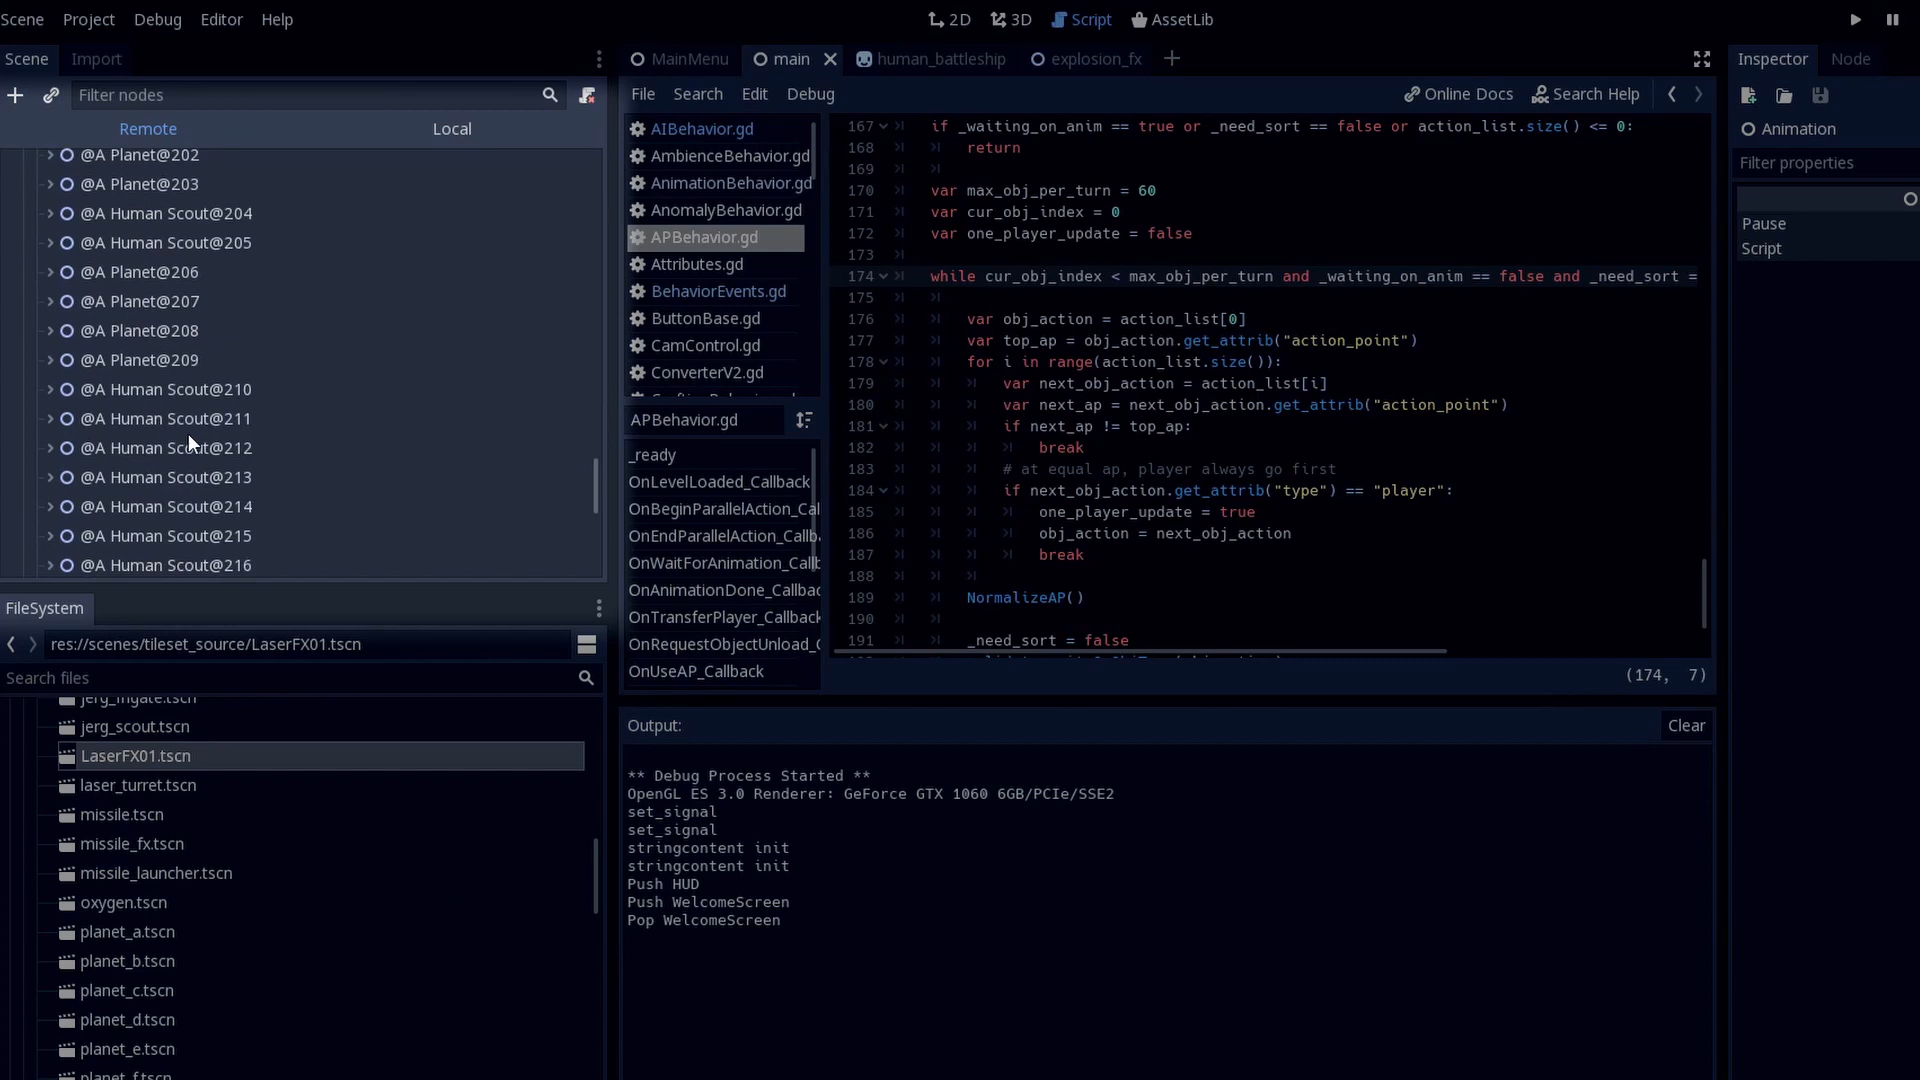 Scene Project Debug Editor Help
2D 3D Script AssetLib
Scene Import
MainMenu main human_battleship explosion_fx
Inspector Node
Filter nodes
File Search Edit Debug Online Docs Search Help
Remote Local
Animation
Filter properties
Pause
Script
@A Planet@202
@A Planet@203
@A Human Scout@204
@A Human Scout@205
@A Planet@206
@A Planet@207
@A Planet@208
@A Planet@209
@A Human Scout@210
@A Human Scout@211
@A Human Scout@212
@A Human Scout@213
@A Human Scout@214
@A Human Scout@215
@A Human Scout@216
FileSystem
res://scenes/tileset_source/LaserFX01.tscn
Search files
jerg_scout.tscn
LaserFX01.tscn
laser_turret.tscn
missile.tscn
missile_fx.tscn
missile_launcher.tscn
oxygen.tscn
planet_a.tscn
planet_b.tscn
planet_c.tscn
planet_d.tscn
planet_e.tscn
planet_f.tscn
AIBehavior.gd
AmbienceBehavior.gd
AnimationBehavior.gd
AnomalyBehavior.gd
APBehavior.gd
Attributes.gd
BehaviorEvents.gd
ButtonBase.gd
CamControl.gd
ConverterV2.gd
APBehavior.gd
_ready
OnLevelLoaded_Callback
OnBeginParallelAction_Cal
OnEndParallelAction_Callb
OnWaitForAnimation_Callb
OnAnimationDone_Callbac
OnTransferPlayer_Callback
OnRequestObjectUnload_C
OnUseAP_Callback
167 if _waiting_on_anim == true or _need_sort == false or action_list.size() <= 0:
168 return
169
170 var max_obj_per_turn = 60
171 var cur_obj_index = 0
172 var one_player_update = false
173
174 while cur_obj_index < max_obj_per_turn and _waiting_on_anim == false and _need_sort =
175
176 var obj_action = action_list[0]
177 var top_ap = obj_action.get_attrib("action_point")
178 for i in range(action_list.size()):
179 var next_obj_action = action_list[i]
180 var next_ap = next_obj_action.get_attrib("action_point")
181 if next_ap != top_ap:
182 break
183 # at equal ap, player always go first
184 if next_obj_action.get_attrib("type") == "player":
185 one_player_update = true
186 obj_action = next_obj_action
187 break
188
189 NormalizeAP()
190
191 _need_sort = false
(174, 7)
Output: Clear
** Debug Process Started **
OpenGL ES 3.0 Renderer: GeForce GTX 1060 6GB/PCIe/SSE2
set_signal
set_signal
stringcontent init
stringcontent init
Push HUD
Push WelcomeScreen
Pop WelcomeScreen